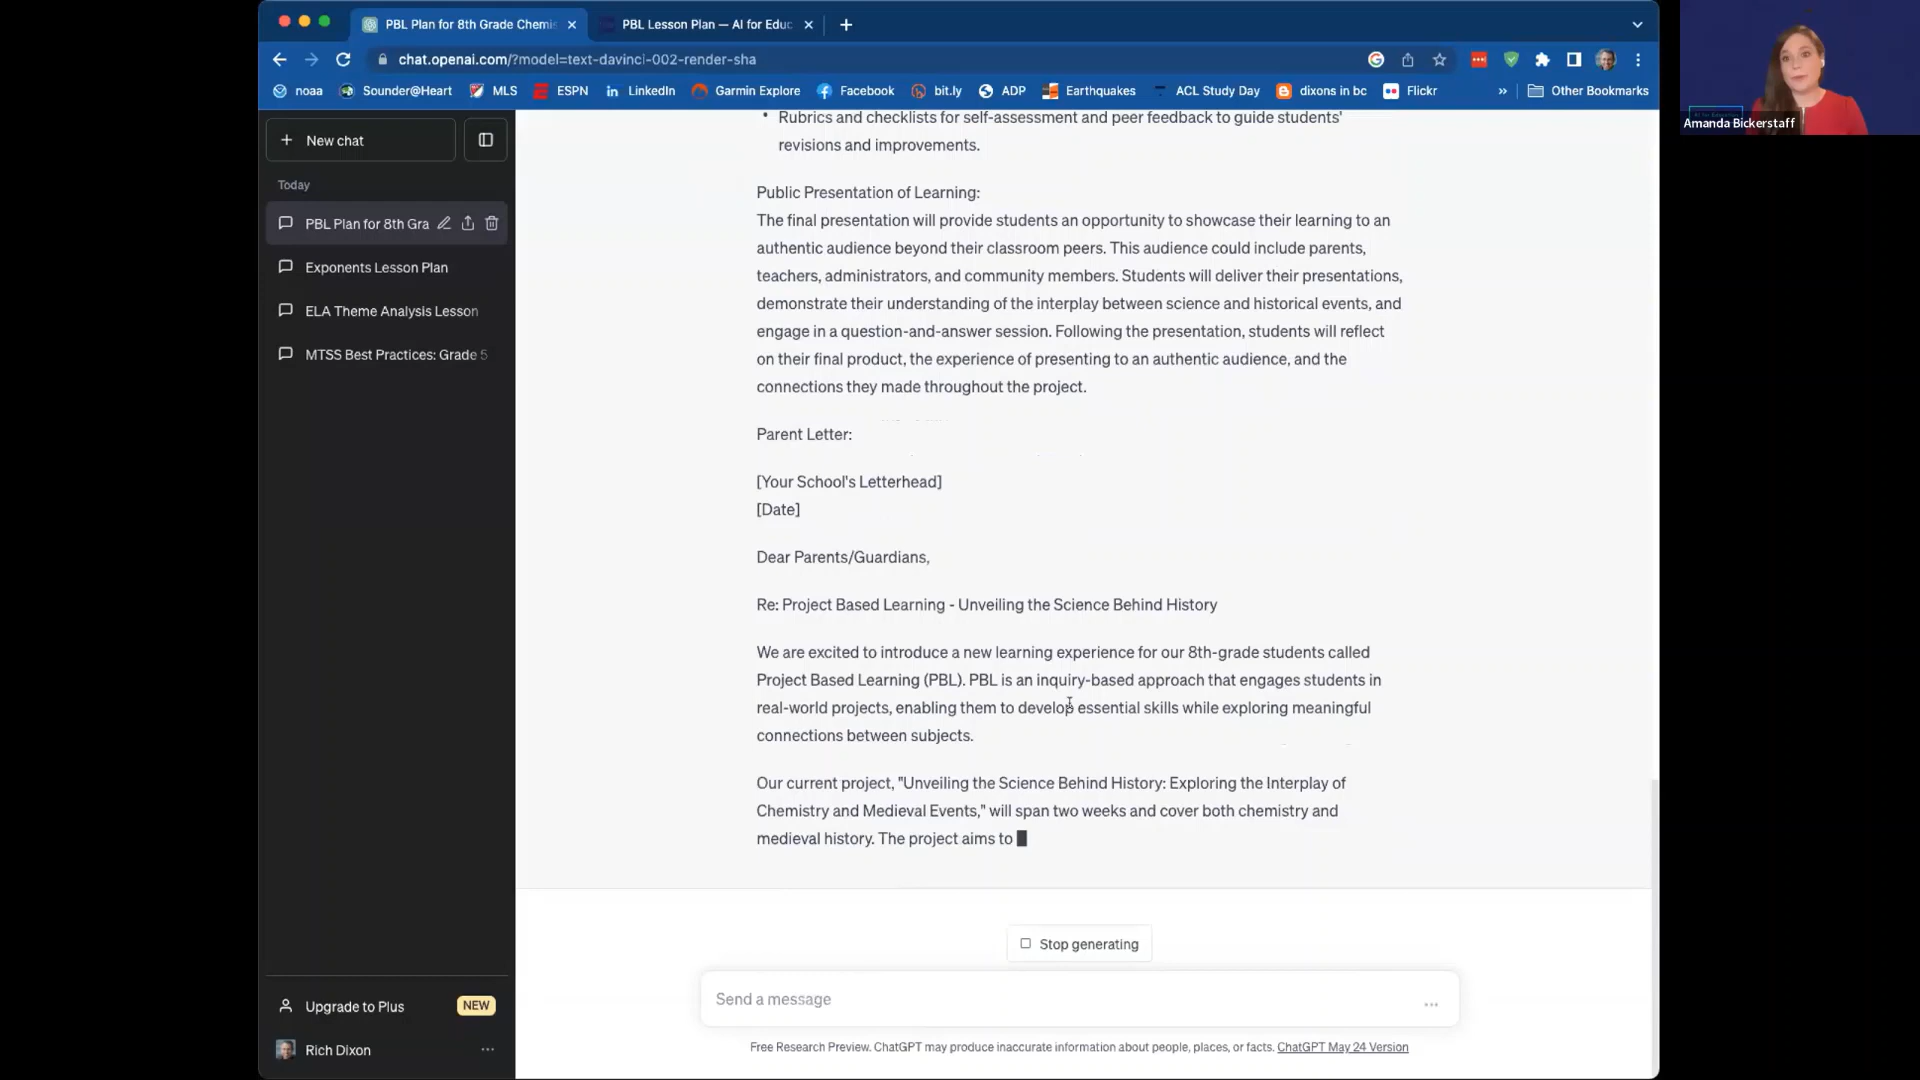 PBL Plan for 8th Grade Chemis
PBL Lesson Plan — AI for Educ
chat.openai.com/?model=text-davinci-002-render-sha
noaa
Sounder@Heart
MLS
ESPN
LinkedIn
Garmin Explore
Facebook
bit.ly
ADP
Earthquakes
ACL Study Day
dixons in bc
Flickr
»
Other Bookmarks
Amanda Bickerstaff
New chat
Today
PBL Plan for 8th Gra
Exponents Lesson Plan
ELA Theme Analysis Lesson
MTSS Best Practices: Grade 5
Upgrade to Plus
NEW
Rich Dixon
• Rubrics and checklists for self-assessment and peer feedback to guide students'
revisions and improvements.
Public Presentation of Learning:
The final presentation will provide students an opportunity to showcase their learning to an
authentic audience beyond their classroom peers. This audience could include parents,
teachers, administrators, and community members. Students will deliver their presentations,
demonstrate their understanding of the interplay between science and historical events, and
engage in a question-and-answer session. Following the presentation, students will reflect
on their final product, the experience of presenting to an authentic audience, and the
connections they made throughout the project.
Parent Letter:
[Your School's Letterhead]
[Date]
Dear Parents/Guardians,
Re: Project Based Learning - Unveiling the Science Behind History
We are excited to introduce a new learning experience for our 8th-grade students called
Project Based Learning (PBL). PBL is an inquiry-based approach that engages students in
real-world projects, enabling them to develop essential skills while exploring meaningful
connections between subjects.
Our current project, "Unveiling the Science Behind History: Exploring the Interplay of
Chemistry and Medieval Events," will span two weeks and cover both chemistry and
medieval history. The project aims to
Stop generating
Send a message
Free Research Preview. ChatGPT may produce inaccurate information about people, places, or facts. ChatGPT May 24 Version